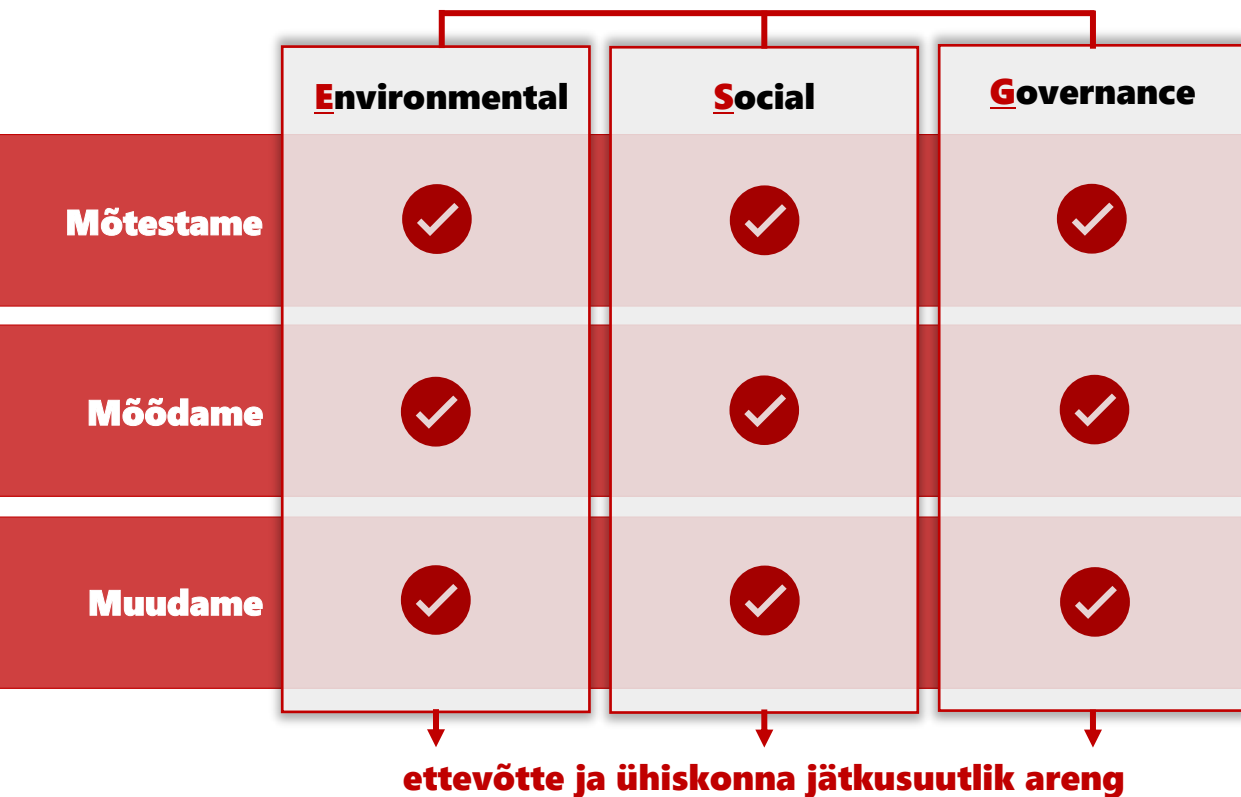 Environmental
Social
Governance
Mõtestame
Mõõdame
Muudame
ettevõtte ja ühiskonna jätkusuutlik areng